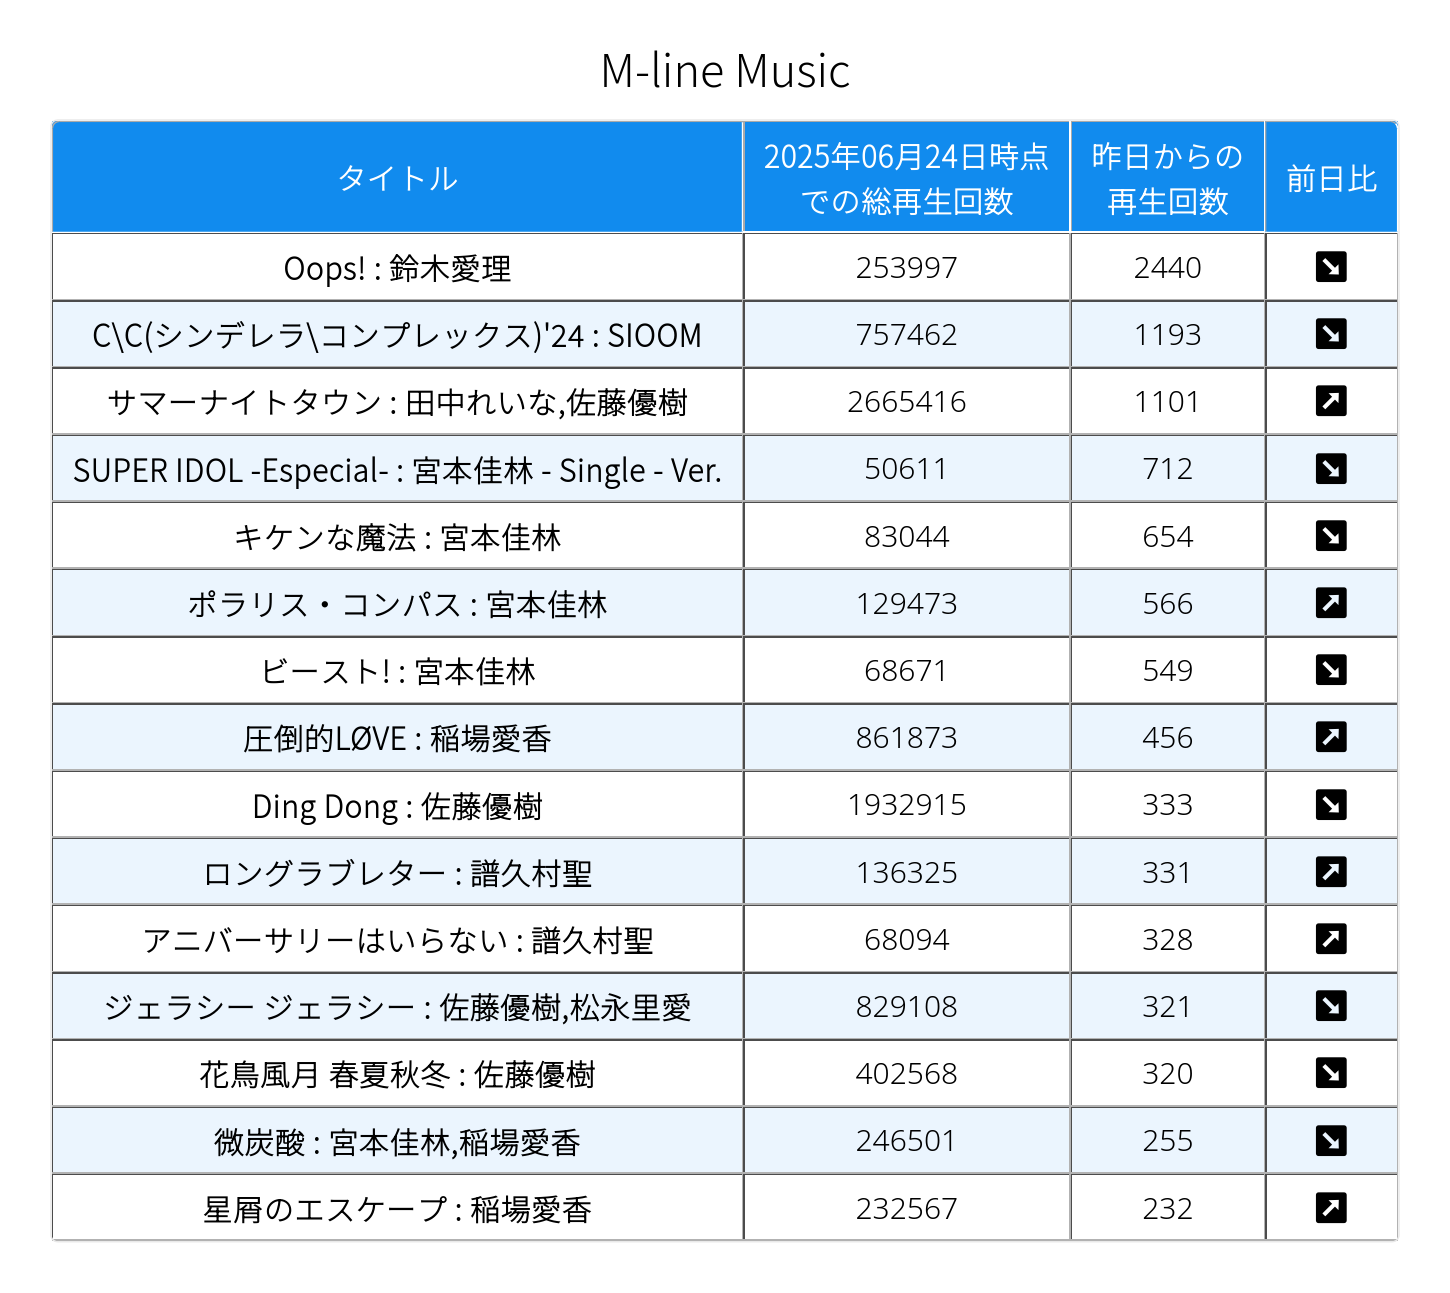 M-line Music
タイトル 2025年06月24日時点での総再生回数 昨日からの再生回数 前日比
Oops! : 鈴木愛理 253997 2440 ↘
C\C(シンデレラ\コンプレックス)'24 : SIOOM 757462 1193 ↘
サマーナイトタウン : 田中れいな,佐藤優樹 2665416 1101 ↗
SUPER IDOL -Especial- : 宮本佳林 - Single - Ver. 50611 712 ↘
キケンな魔法 : 宮本佳林 83044 654 ↘
ポラリス・コンパス : 宮本佳林 129473 566 ↗
ビースト! : 宮本佳林 68671 549 ↘
圧倒的LØVE : 稲場愛香 861873 456 ↗
Ding Dong : 佐藤優樹 1932915 333 ↘
ロングラブレター : 譜久村聖 136325 331 ↗
アニバーサリーはいらない : 譜久村聖 68094 328 ↗
ジェラシー ジェラシー : 佐藤優樹,松永里愛 829108 321 ↘
花鳥風月 春夏秋冬 : 佐藤優樹 402568 320 ↘
微炭酸 : 宮本佳林,稲場愛香 246501 255 ↘
星屑のエスケープ : 稲場愛香 232567 232 ↗